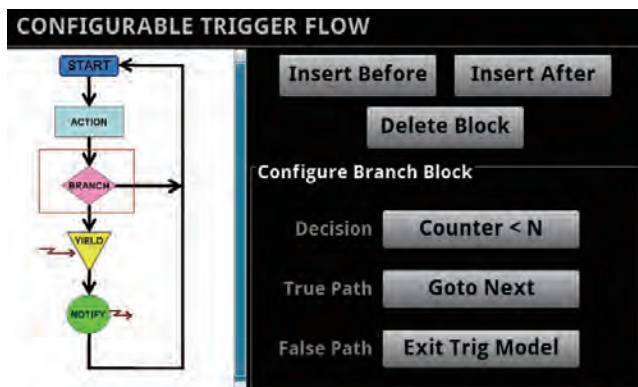 CONFIGURABLE TRIGGER FLOW
START
ACTION
BRANCH
YIELD
NOTIFY
Insert Before
Insert After
Delete Block
Configure Branch Block
Decision
Counter < N
True Path
Goto Next
False Path
Exit Trig Model